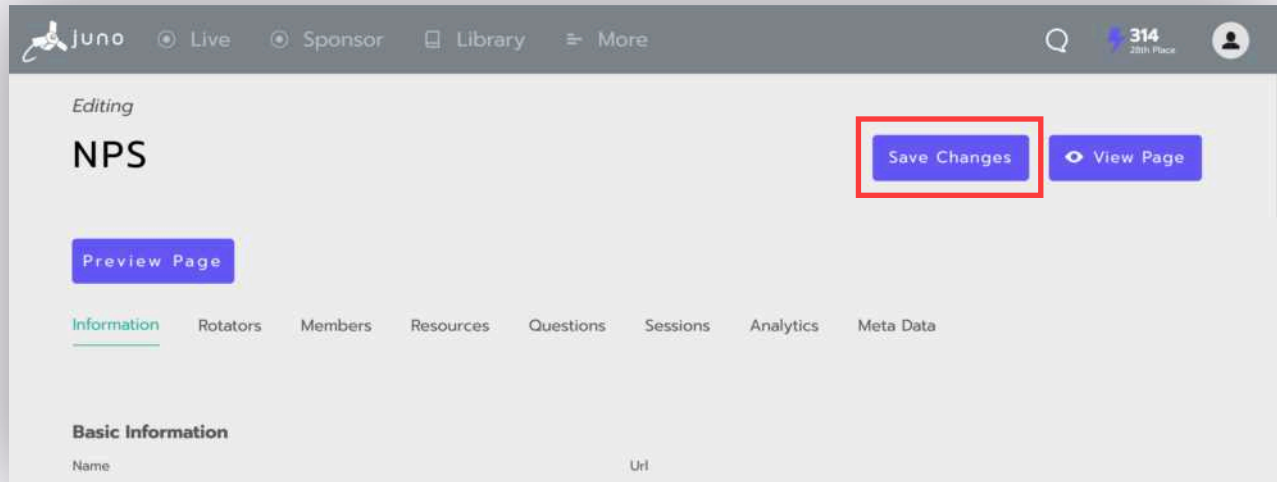 juno Live Sponsor Library More 314
28th Place
Editing
NPS
Save Changes View Page
Preview Page
Information Rotators Members Resources Questions Sessions Analytics Meta Data
Basic Information
Name Url